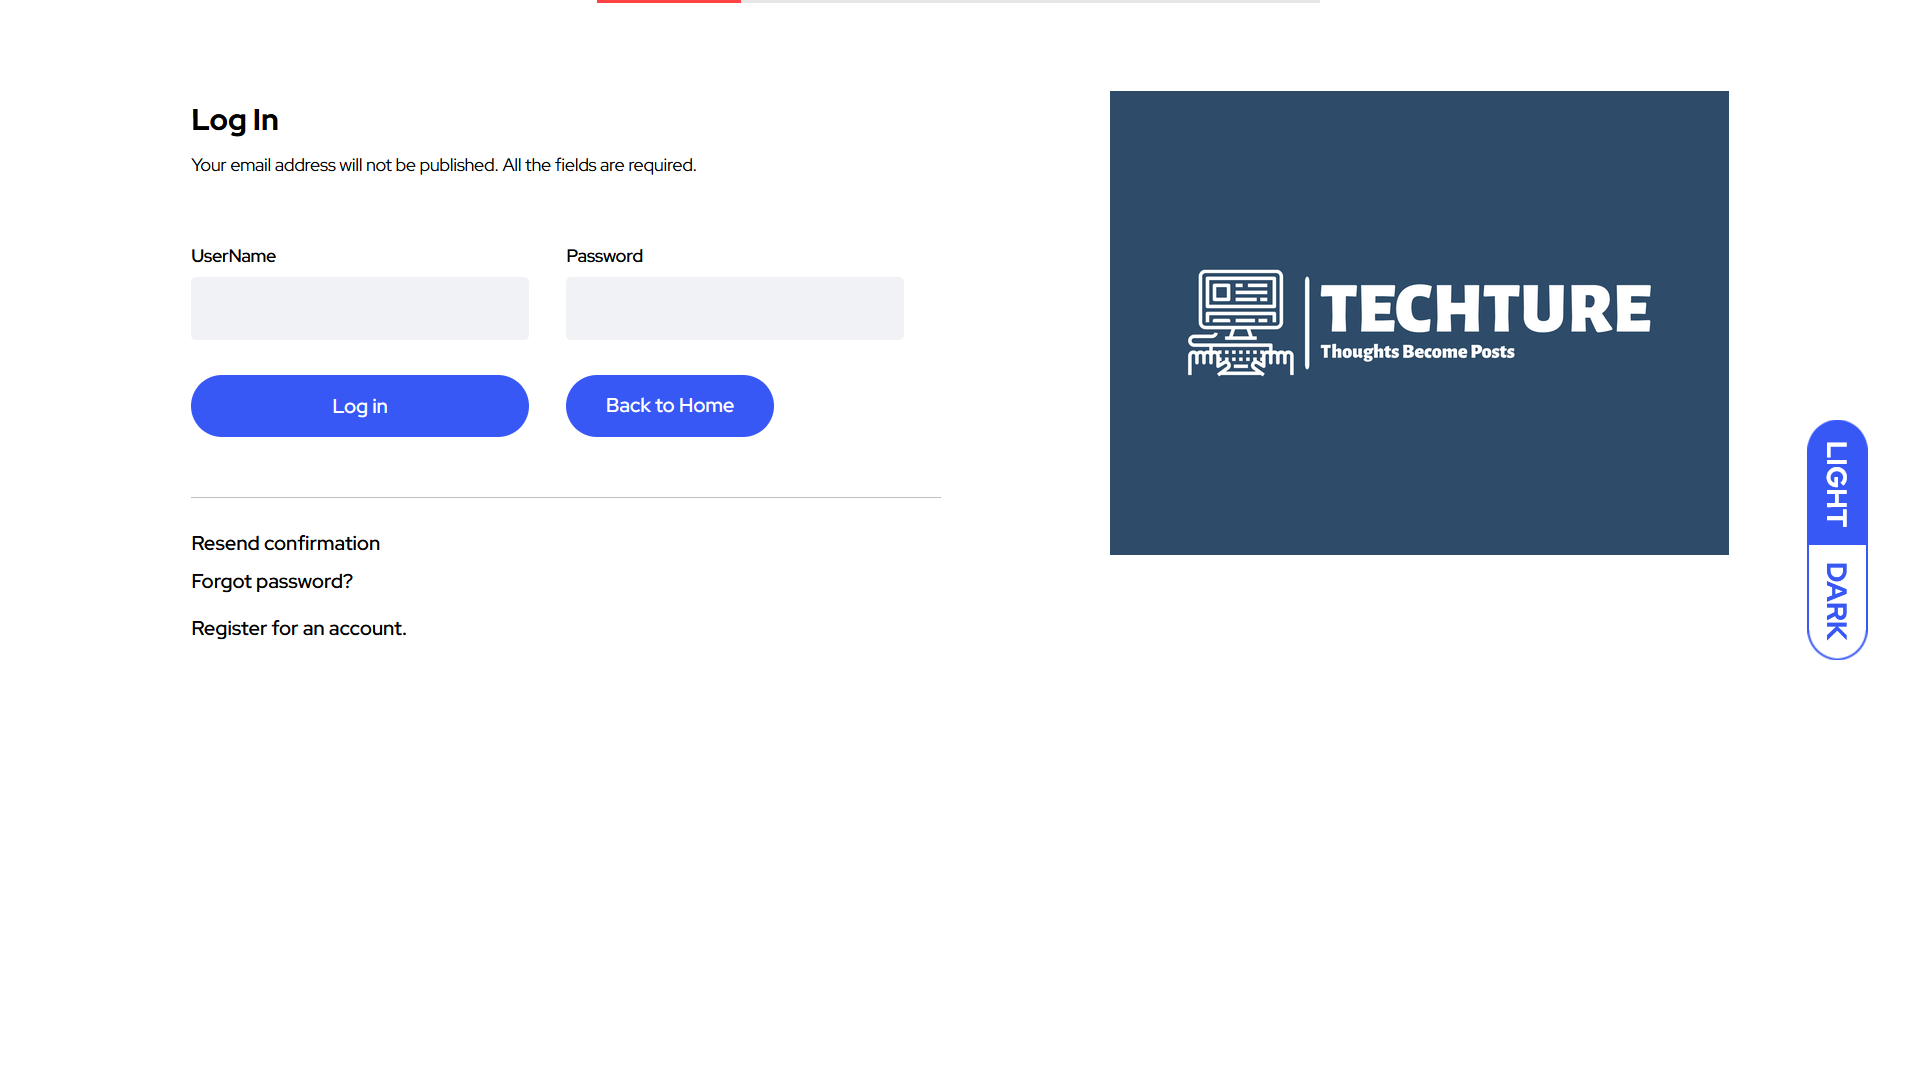 Log In
Your email address will not be published. All the fields are required.
UserName
Password
Log in
Back to Home
Resend confirmation
Forgot password?
Register for an account.
TECHTURE
Thoughts Become Posts
LIGHT
DARK